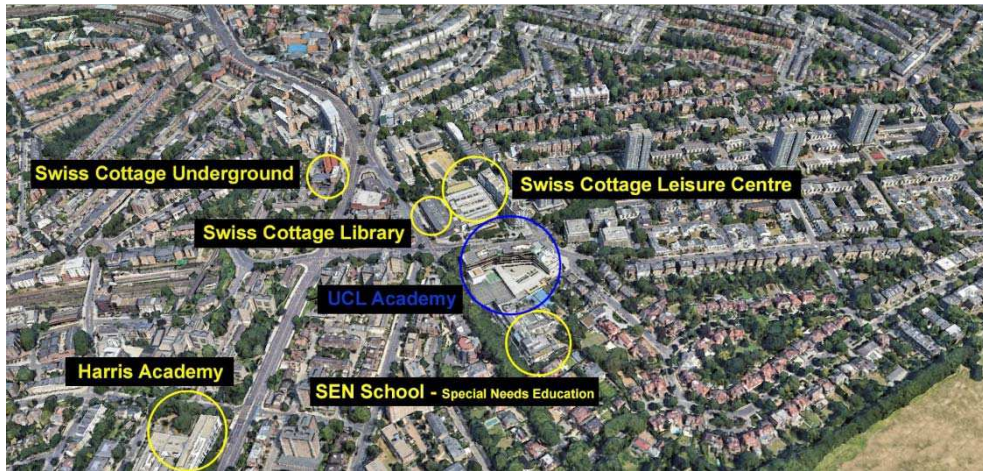 Swiss Cottage Underground
Swiss Cottage Leisure Centre
Swiss Cottage Library
UCL Academy
Harris Academy
SEN School - Special Needs Education